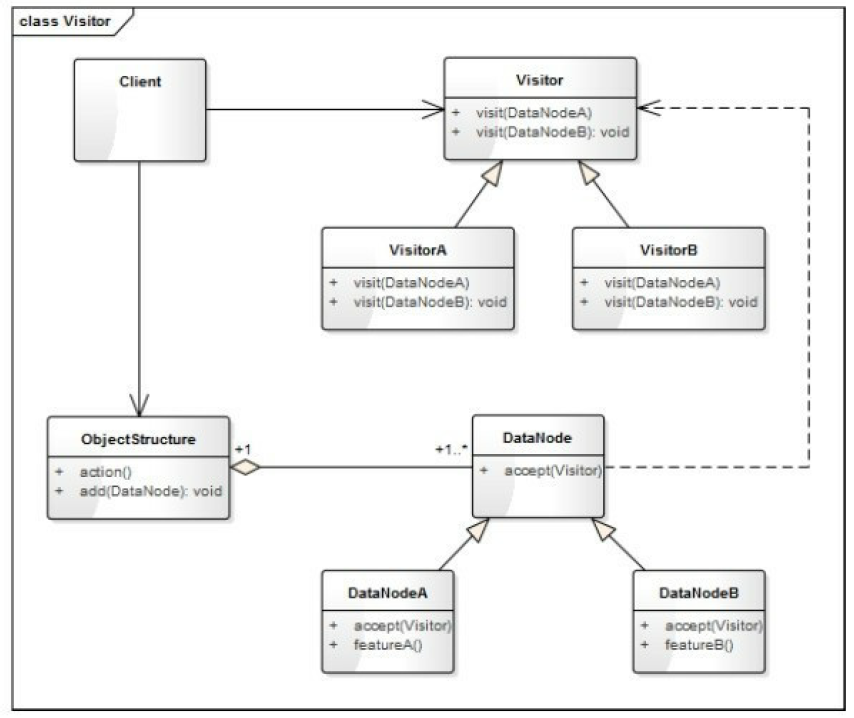 class Visitor
Client
Visitor
+ visit(DataNodeA)
+ visit(DataNodeB): void
VisitorA
+ visit(DataNodeA)
+ visit(DataNodeB): void
VisitorB
+ visit(DataNodeA)
+ visit(DataNodeB): void
ObjectStructure
+ action()
+ add(DataNode): void
+1
+1..*
DataNode
+ accept(Visitor)
DataNodeA
+ accept(Visitor)
+ featureA()
DataNodeB
+ accept(Visitor)
+ featureB()